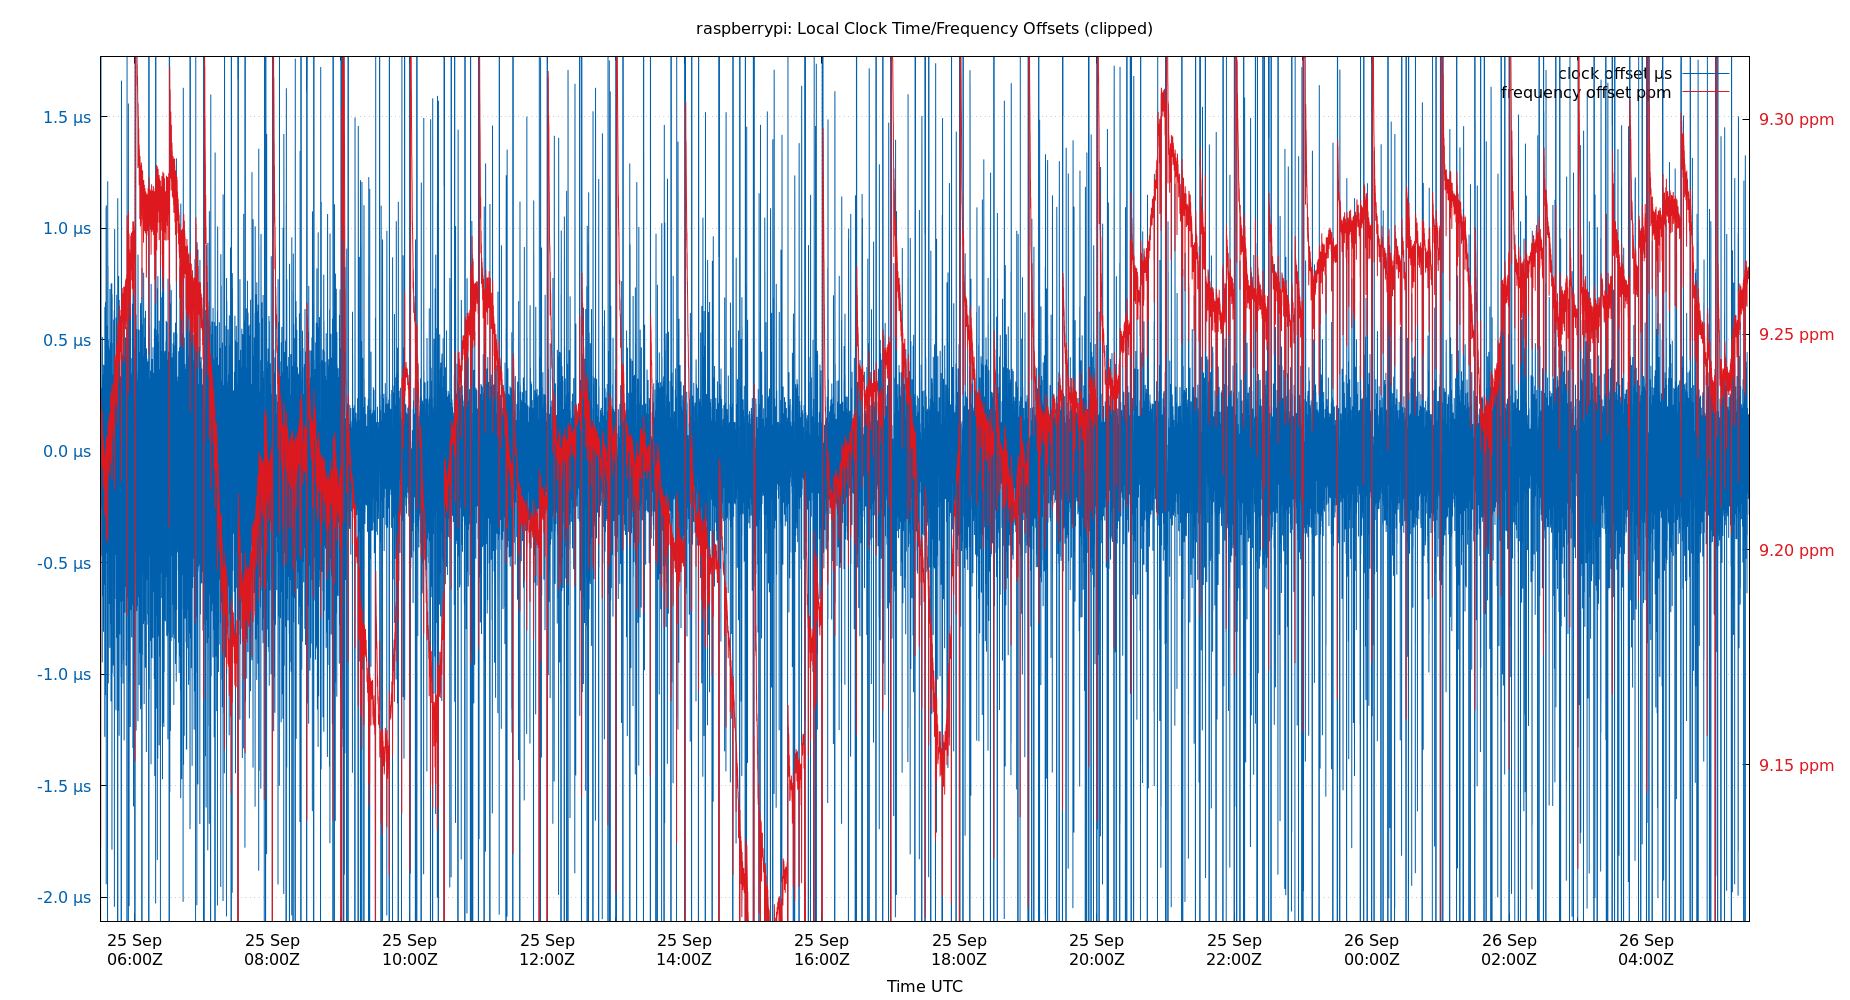 raspberrypi: Local Clock Time/Frequency Offsets (clipped)
clock offset µs
frequency offset ppm
1.5 µs
1.0 µs
0.5 µs
0.0 µs
-0.5 µs
-1.0 µs
-1.5 µs
-2.0 µs
9.30 ppm
9.25 ppm
9.20 ppm
9.15 ppm
25 Sep 25 Sep 25 Sep 25 Sep 25 Sep 25 Sep 25 Sep 25 Sep 25 Sep 26 Sep 26 Sep 26 Sep
06:00Z 08:00Z 10:00Z 12:00Z 14:00Z 16:00Z 18:00Z 20:00Z 22:00Z 00:00Z 02:00Z 04:00Z
Time UTC